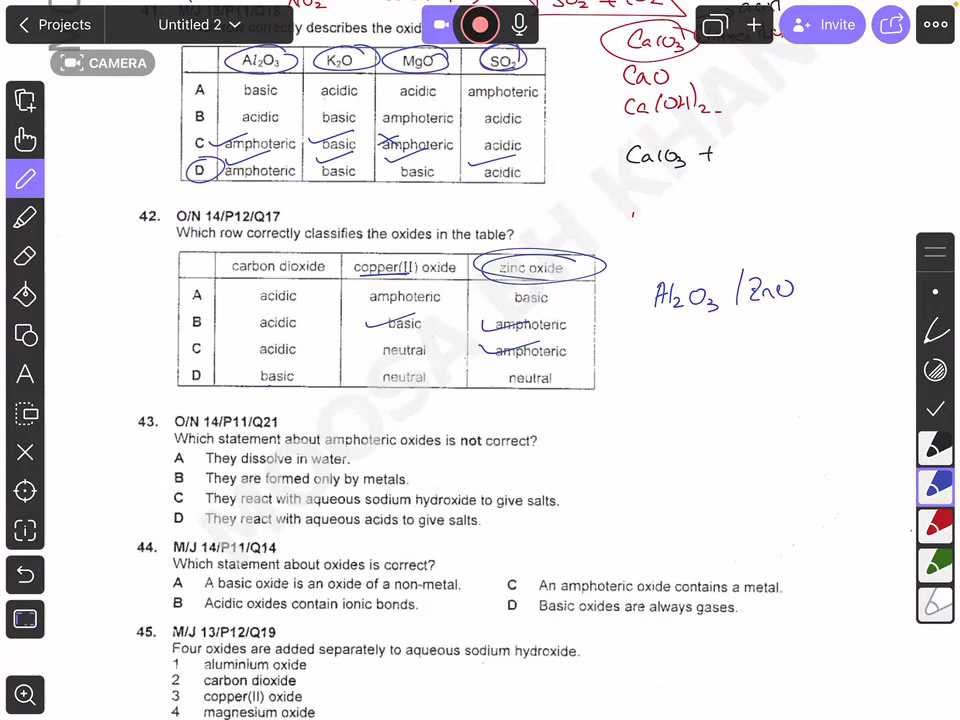 NO2
SO2 + CO2
Projects
Untitled 2
Invite
correctly describes the oxid
CAMERA
Al2O3 K2O MgO SO2
A basic acidic acidic amphoteric
B acidic basic amphoteric acidic
C amphoteric basic amphoteric acidic
D amphoteric basic basic acidic
CaCO3
CaO
Ca(OH)2
CaCO3 +
42. O/N 14/P12/Q17
Which row correctly classifies the oxides in the table?
carbon dioxide copper(II) oxide zinc oxide
A acidic amphoteric basic
B acidic basic amphoteric
C acidic neutral amphoteric
D basic neutral neutral
Al2O3 / ZnO
43. O/N 14/P11/Q21
Which statement about amphoteric oxides is not correct?
A They dissolve in water.
B They are formed only by metals.
C They react with aqueous sodium hydroxide to give salts.
D They react with aqueous acids to give salts.
44. M/J 14/P11/Q14
Which statement about oxides is correct?
A A basic oxide is an oxide of a non-metal. C An amphoteric oxide contains a metal.
B Acidic oxides contain ionic bonds. D Basic oxides are always gases.
45. M/J 13/P12/Q19
Four oxides are added separately to aqueous sodium hydroxide.
1 aluminium oxide
2 carbon dioxide
3 copper(II) oxide
4 magnesium oxide
KHAN